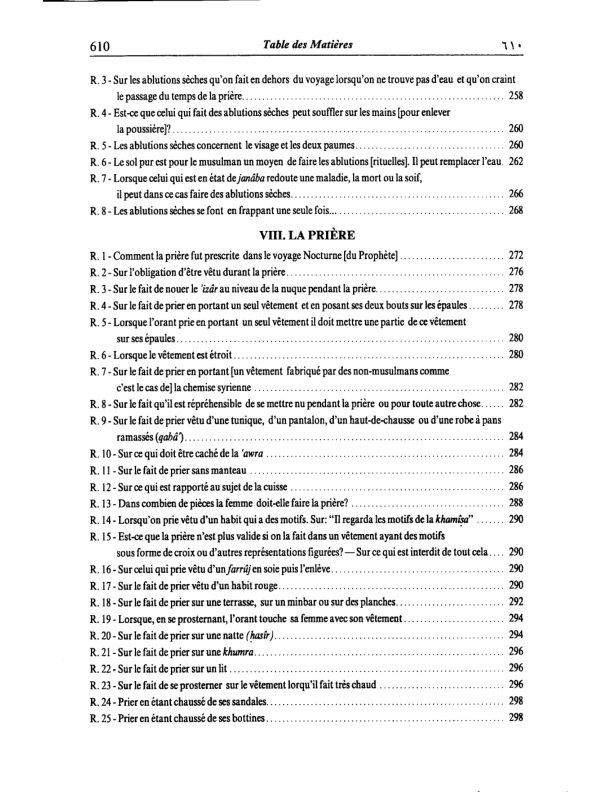 610 Table des Matières ٦١٠
R. 3 - Sur les ablutions sèches qu'on fait en dehors du voyage lorsqu'on ne trouve pas d'eau et qu'on craint
le passage du temps de la prière. 258
R. 4 - Est-ce que celui qui fait des ablutions sèches peut souffler sur les mains [pour enlever
la poussière]? 260
R. 5 - Les ablutions sèches concernent le visage et les deux paumes. 260
R. 6 - Le sol pur est pour le musulman un moyen de faire les ablutions [rituelles]. Il peut remplacer l'eau. 262
R. 7 - Lorsque celui qui est en état de janâba redoute une maladie, la mort ou la soif,
il peut dans ce cas faire des ablutions sèches. 266
R. 8 - Les ablutions sèches se font en frappant une seule fois... 268
VIII. LA PRIÈRE
R. 1 - Comment la prière fut prescrite dans le voyage Nocturne [du Prophète] 272
R. 2 - Sur l'obligation d'être vêtu durant la prière. 276
R. 3 - Sur le fait de nouer le 'izâr au niveau de la nuque pendant la prière. 278
R. 4 - Sur le fait de prier en portant un seul vêtement et en posant ses deux bouts sur les épaules 278
R. 5 - Lorsque l'orant prie en portant un seul vêtement il doit mettre une partie de ce vêtement
sur ses épaules. 280
R. 6 - Lorsque le vêtement est étroit. 280
R. 7 - Sur le fait de prier en portant [un vêtement fabriqué par des non-musulmans comme
c'est le cas de] la chemise syrienne 282
R. 8 - Sur le fait qu'il est répréhensible de se mettre nu pendant la prière ou pour toute autre chose. 282
R. 9 - Sur le fait de prier vêtu d'une tunique, d'un pantalon, d'un haut-de-chausse ou d'une robe à pans
ramassés (qabâ'). 284
R. 10 - Sur ce qui doit être caché de la 'awra 284
R. 11 - Sur le fait de prier sans manteau 286
R. 12 - Sur ce qui est rapporté au sujet de la cuisse 286
R. 13 - Dans combien de pièces la femme doit-elle faire la prière? 288
R. 14 - Lorsqu'on prie vêtu d'un habit qui a des motifs. Sur: "Il regarda les motifs de la khamîṣa" 290
R. 15 - Est-ce que la prière n'est plus valide si on la fait dans un vêtement ayant des motifs
sous forme de croix ou d'autres représentations figurées? — Sur ce qui est interdit de tout cela 290
R. 16 - Sur celui qui prie vêtu d'un farrûj en soie puis l'enlève. 290
R. 17 - Sur le fait de prier vêtu d'un habit rouge. 290
R. 18 - Sur le fait de prier sur une terrasse, sur un minbar ou sur des planches. 292
R. 19 - Lorsque, en se prosternant, l'orant touche sa femme avec son vêtement 294
R. 20 - Sur le fait de prier sur une natte (ḥasîr). 294
R. 21 - Sur le fait de prier sur une khumra. 296
R. 22 - Sur le fait de prier sur un lit 296
R. 23 - Sur le fait de se prosterner sur le vêtement lorqu'il fait très chaud 296
R. 24 - Prier en étant chaussé de ses sandales. 298
R. 25 - Prier en étant chaussé de ses bottines 298